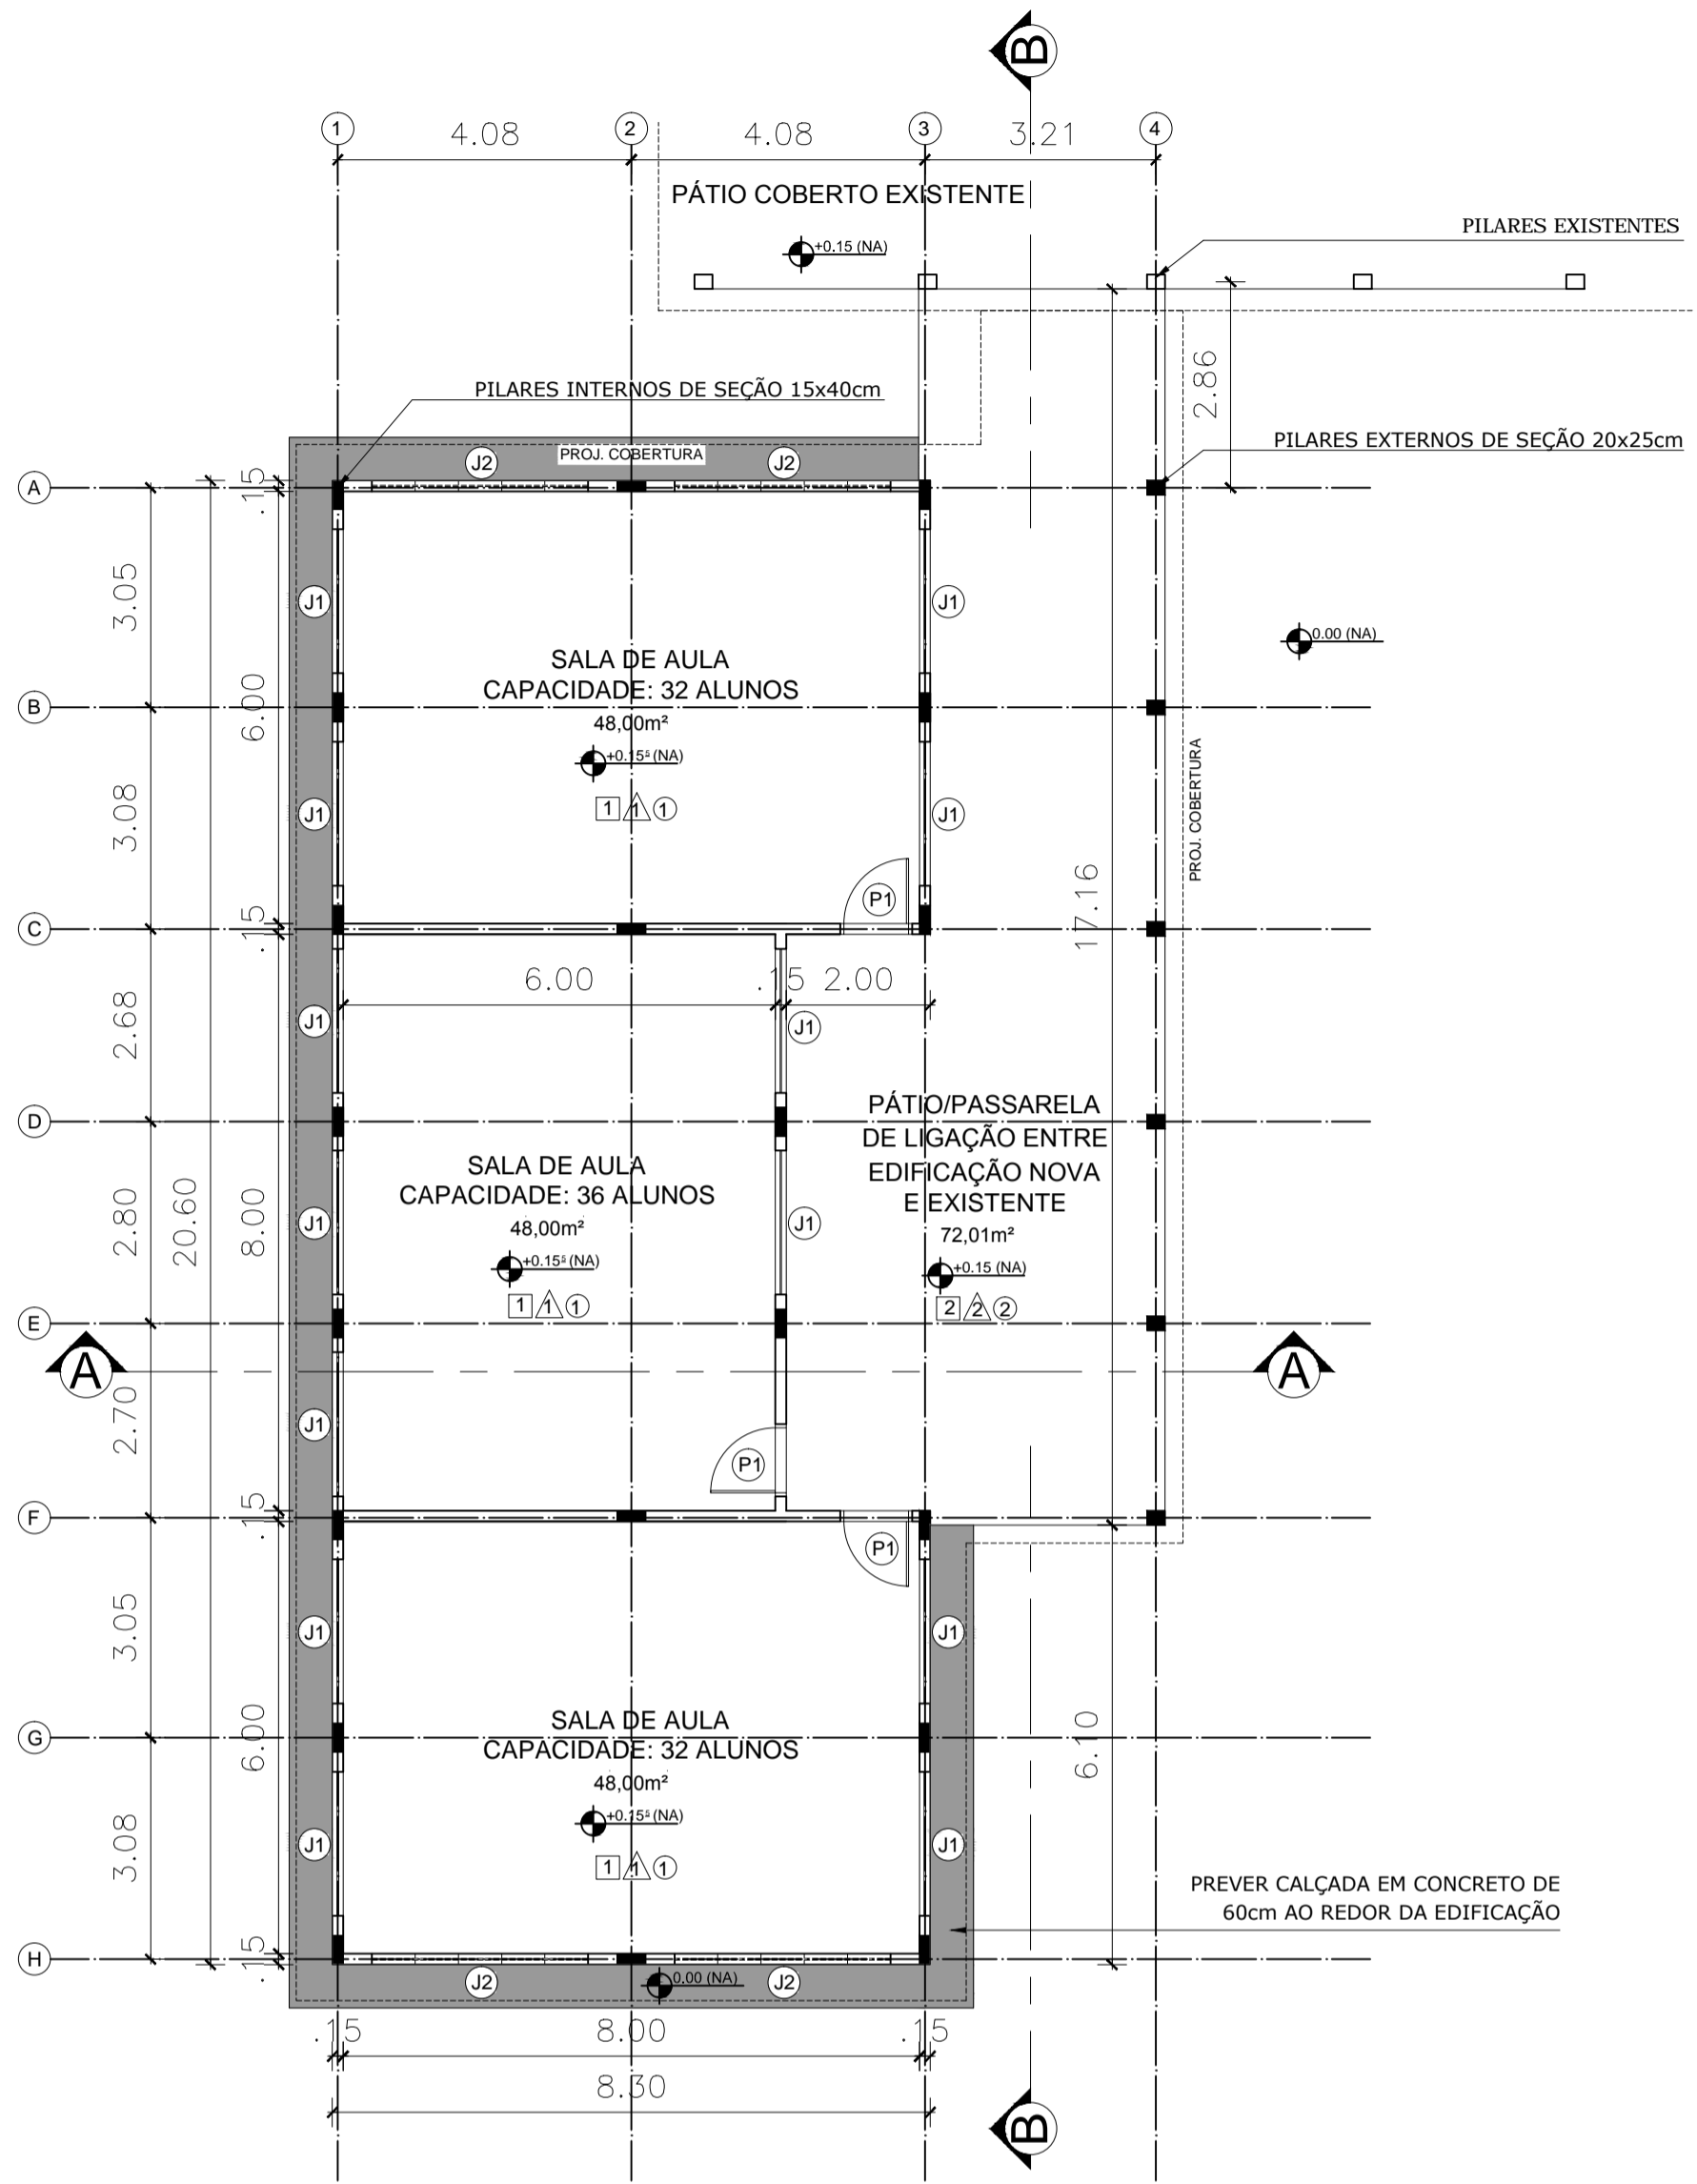 B
1
4.08
2
4.08
3
3.21
4
PÁTIO COBERTO EXISTENTE
PILARES EXISTENTES
+0.15 (NA)
2.86
PILARES INTERNOS DE SEÇÃO 15x40cm
PILARES EXTERNOS DE SEÇÃO 20x25cm
J2
PROJ. COBERTURA
J2
A
.15
3.05
J1
J1
0.00 (NA)
SALA DE AULA
CAPACIDADE: 32 ALUNOS
48,00m²
+0.15⁵ (NA)
1 1 1
B
6.00
3.08
J1
J1
PROJ. COBERTURA
P1
17.16
C
.15
6.00
.15
2.00
2.68
J1
J1
D
PÁTIO/PASSARELA
DE LIGAÇÃO ENTRE
EDIFICAÇÃO NOVA
E EXISTENTE
72,01m²
+0.15 (NA)
2 2 2
SALA DE AULA
CAPACIDADE: 36 ALUNOS
48,00m²
+0.15⁵ (NA)
1 1 1
2.80
20.60
8.00
J1
J1
E
A
A
2.70
J1
P1
F
.15
P1
3.05
J1
J1
G
6.00
SALA DE AULA
CAPACIDADE: 32 ALUNOS
48,00m²
+0.15⁵ (NA)
1 1 1
6.10
3.08
J1
J1
PREVER CALÇADA EM CONCRETO DE
60cm AO REDOR DA EDIFICAÇÃO
H
.15
J2
0.00 (NA)
J2
.15
8.00
.15
8.30
B